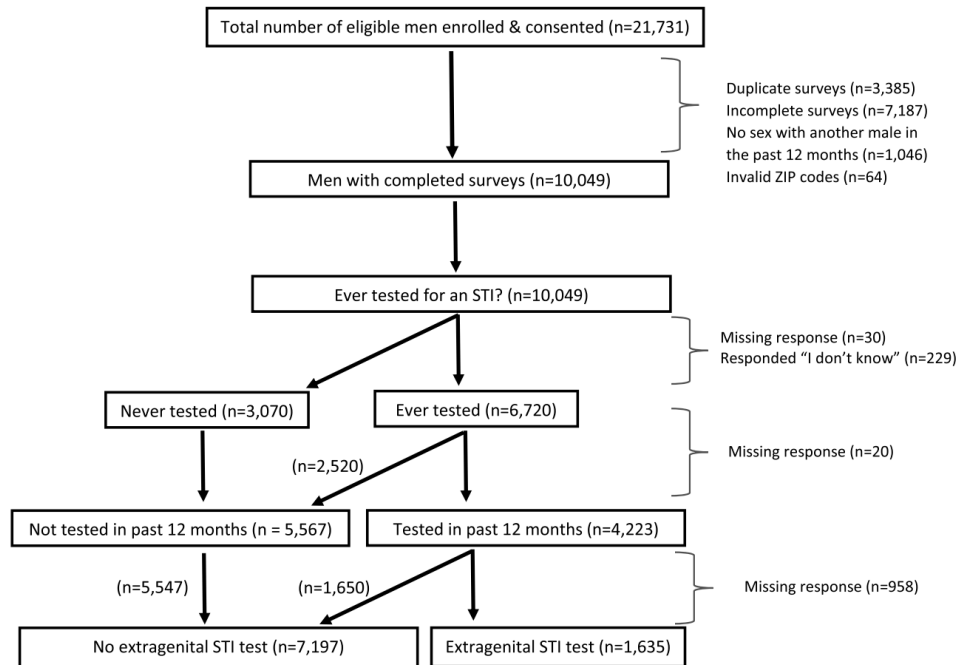 Total number of eligible men enrolled & consented (n=21,731)
Duplicate surveys (n=3,385)
Incomplete surveys (n=7,187)
No sex with another male in
the past 12 months (n=1,046)
Invalid ZIP codes (n=64)
Men with completed surveys (n=10,049)
Ever tested for an STI? (n=10,049)
Missing response (n=30)
Responded “I don’t know” (n=229)
Never tested (n=3,070)
Ever tested (n=6,720)
(n=2,520)
Missing response (n=20)
Not tested in past 12 months (n = 5,567)
Tested in past 12 months (n=4,223)
(n=5,547)
(n=1,650)
Missing response (n=958)
No extragenital STI test (n=7,197)
Extragenital STI test (n=1,635)